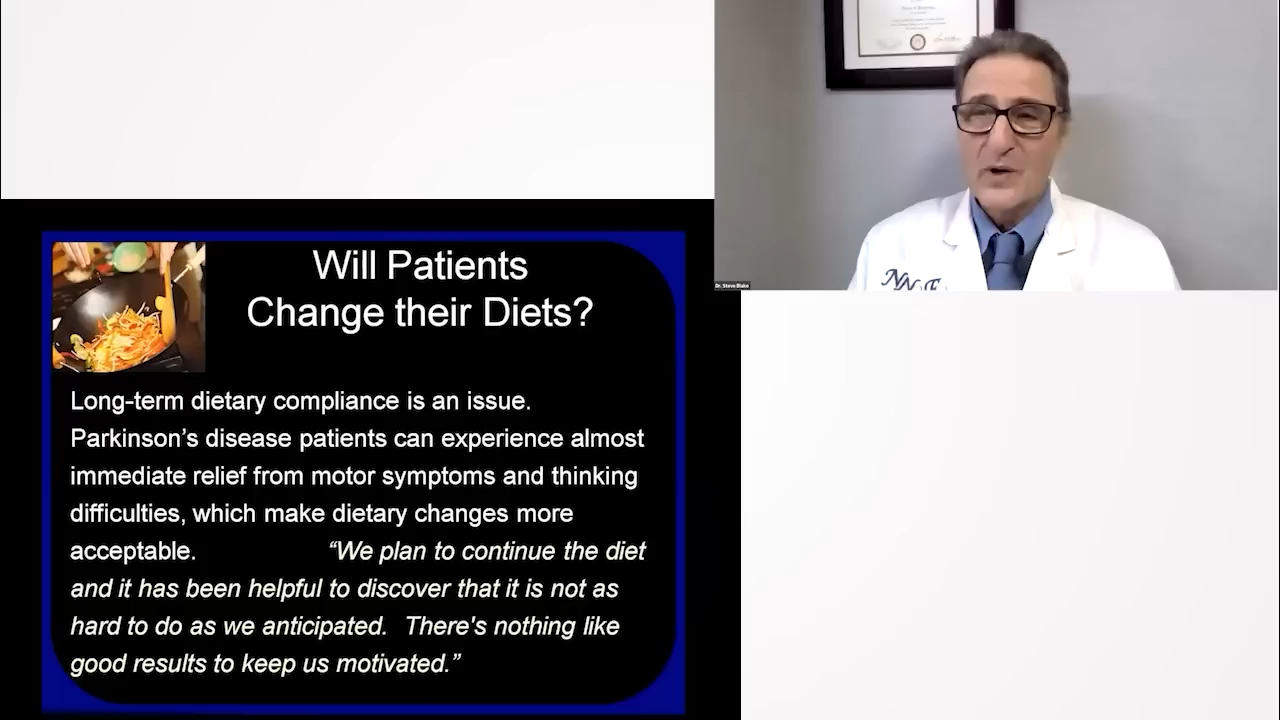 Will Patients
Change their Diets?
Long-term dietary compliance is an issue.
Parkinson’s disease patients can experience almost
immediate relief from motor symptoms and thinking
difficulties, which make dietary changes more
acceptable. “We plan to continue the diet
and it has been helpful to discover that it is not as
hard to do as we anticipated. There's nothing like
good results to keep us motivated.”
Dr. Steve Blake